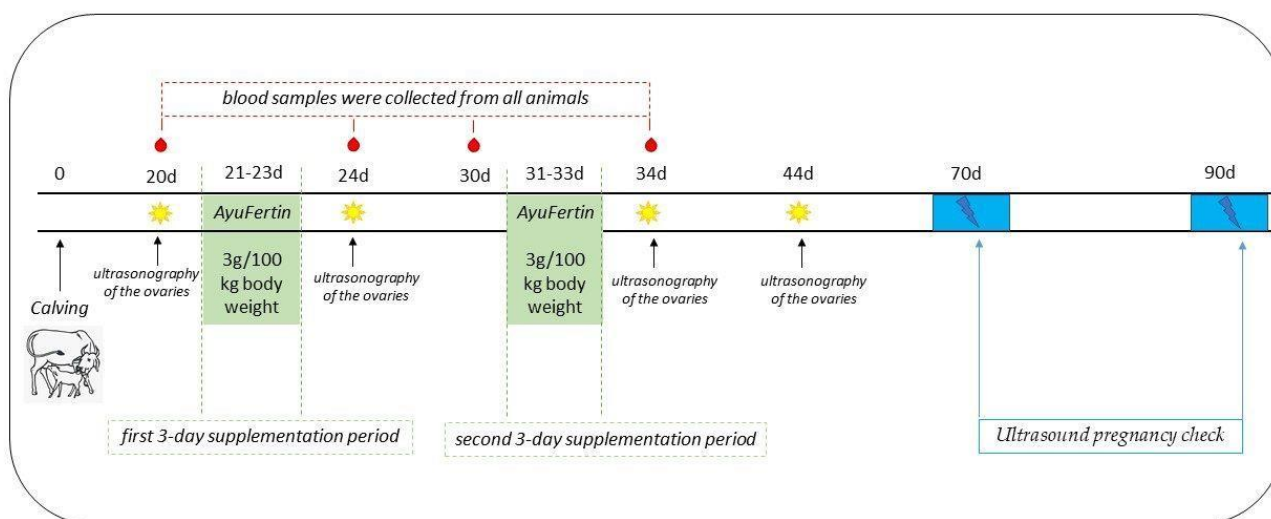 blood samples were collected from all animals
0
20d
21-23d
24d
30d
31-33d
34d
44d
70d
90d
AyuFertin
3g/100
kg body
weight
AyuFertin
3g/100
kg body
weight
Calving
ultrasonography
of the ovaries
ultrasonography
of the ovaries
ultrasonography
of the ovaries
ultrasonography
of the ovaries
first 3-day supplementation period
second 3-day supplementation period
Ultrasound pregnancy check